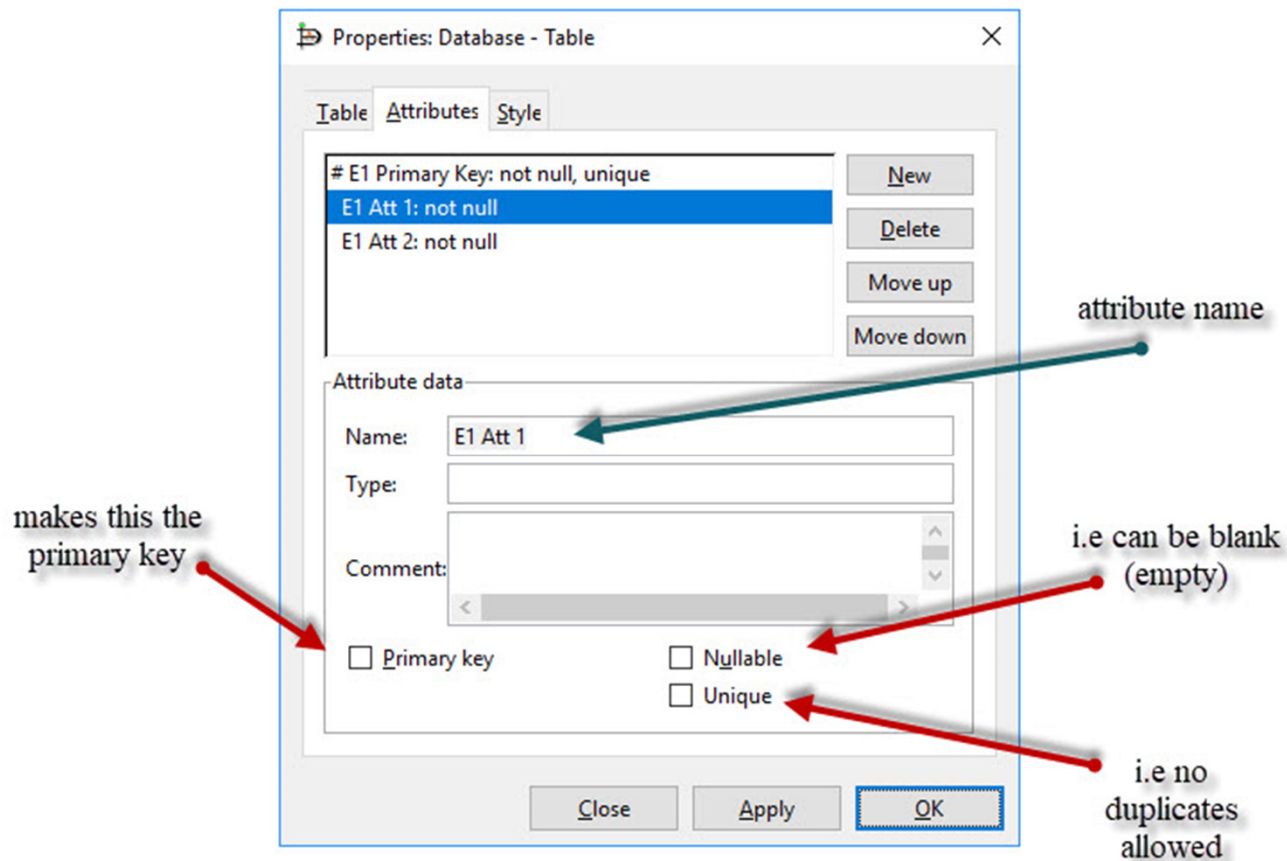 Properties: Database - Table
Table Attributes Style
# E1 Primary Key: not null, unique
E1 Att 1: not null
E1 Att 2: not null
New
Delete
Move up
Move down
attribute name
Attribute data
Name: E1 Att 1
Type:
Comment:
makes this the
primary key
i.e can be blank
(empty)
Primary key
Nullable
Unique
i.e no
duplicates
allowed
Close Apply OK